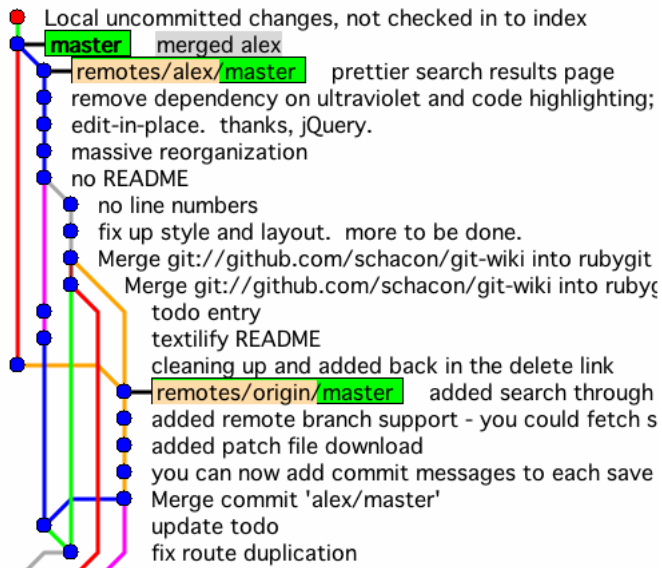 Local uncommitted changes, not checked in to index
master merged alex
remotes/alex/master prettier search results page
remove dependency on ultraviolet and code highlighting;
edit-in-place. thanks, jQuery.
massive reorganization
no README
no line numbers
fix up style and layout. more to be done.
Merge git://github.com/schacon/git-wiki into rubygit
Merge git://github.com/schacon/git-wiki into rubyg
todo entry
textilify README
cleaning up and added back in the delete link
remotes/origin/master added search through
added remote branch support - you could fetch s
added patch file download
you can now add commit messages to each save
Merge commit 'alex/master'
update todo
fix route duplication